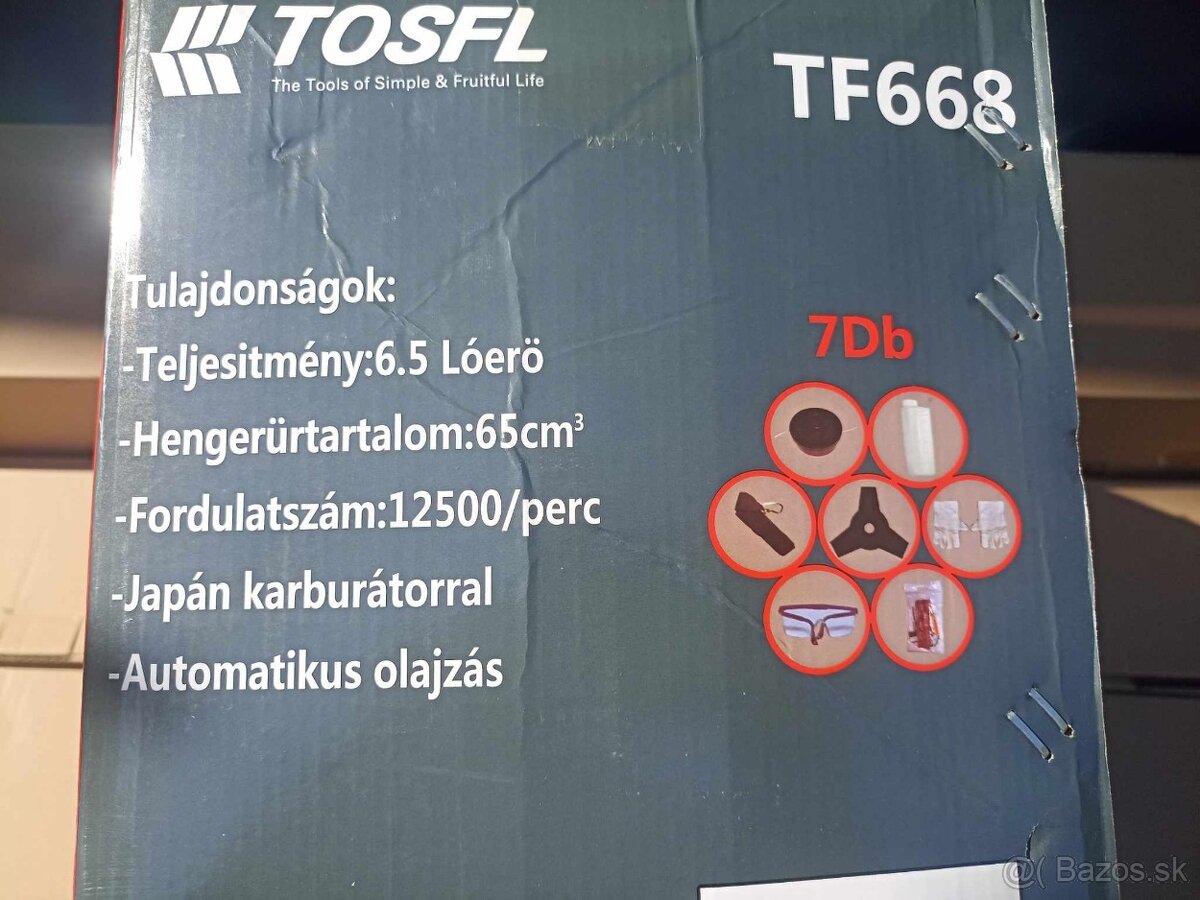 TOSFL
The Tools of Simple & Fruitful Life
TF668
Tulajdonságok:
-Teljesitmény:6.5 Lóerö
-Hengerürtartalom:65cm³
-Fordulatszám:12500/perc
-Japán karburátorral
-Automatikus olajzás
7Db
@( Bazos.sk